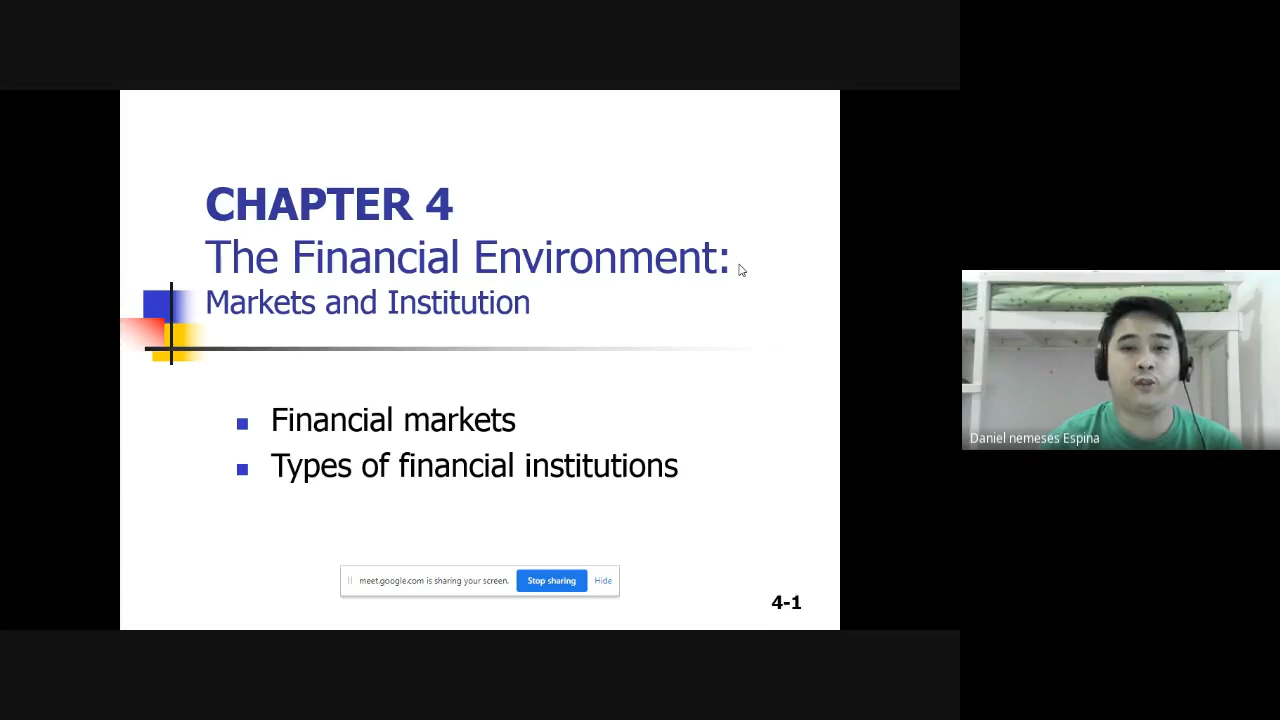 CHAPTER 4
The Financial Environment:
Markets and Institution
Financial markets
Types of financial institutions
meet.google.com is sharing your screen. Stop sharing Hide
4-1
Daniel nemeses Espina